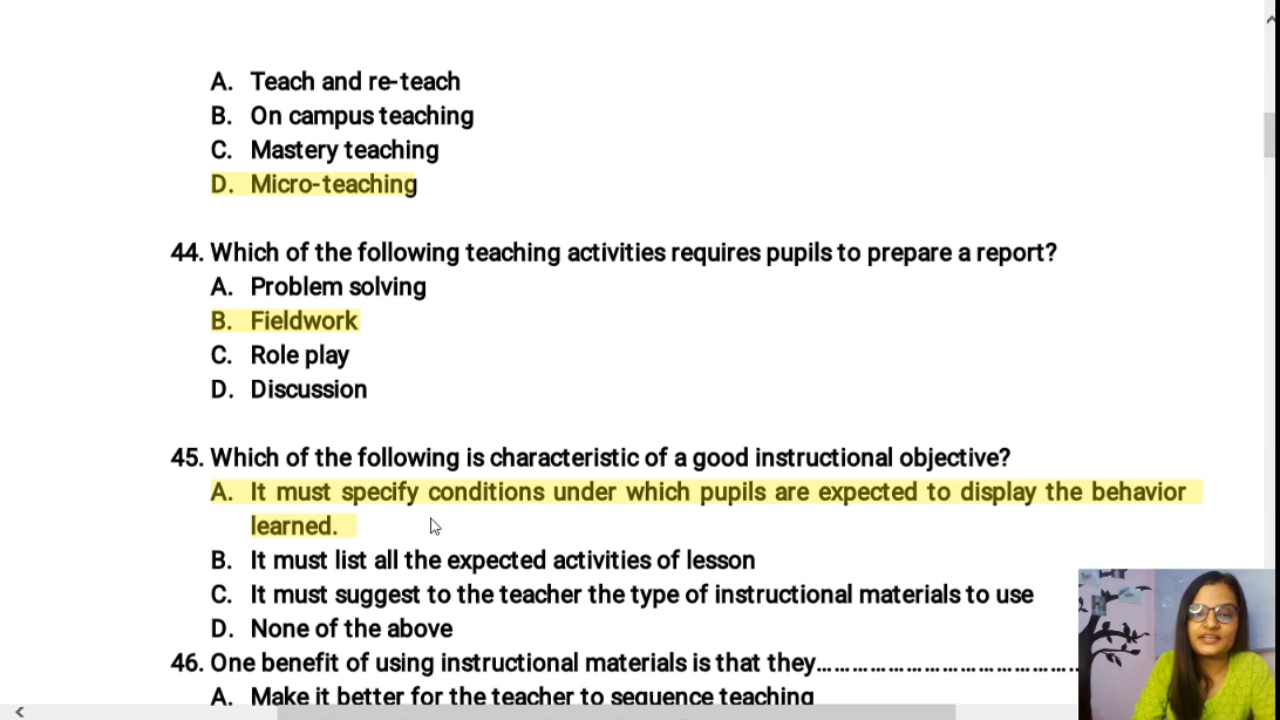 A. Teach and re-teach
B. On campus teaching
C. Mastery teaching
D. Micro-teaching
44. Which of the following teaching activities requires pupils to prepare a report?
A. Problem solving
B. Fieldwork
C. Role play
D. Discussion
45. Which of the following is characteristic of a good instructional objective?
A. It must specify conditions under which pupils are expected to display the behavior
learned.
B. It must list all the expected activities of lesson
C. It must suggest to the teacher the type of instructional materials to use
D. None of the above
46. One benefit of using instructional materials is that they.................................
A. Make it better for the teacher to sequence teaching